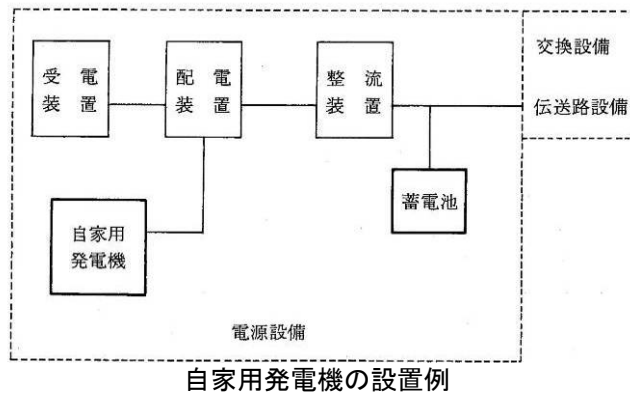 受電
装置
配電
装置
整流
装置
交換設備
伝送路設備
自家用
発電機
蓄電池
電源設備
自家用発電機の設置例